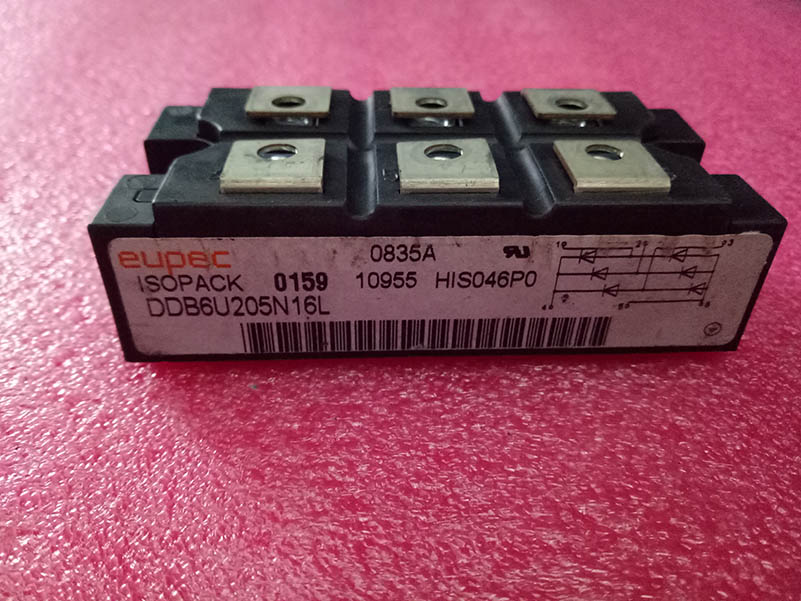 eupec 0835A
ISOPACK 0159 10955 HIS046P0
DDB6U205N16L